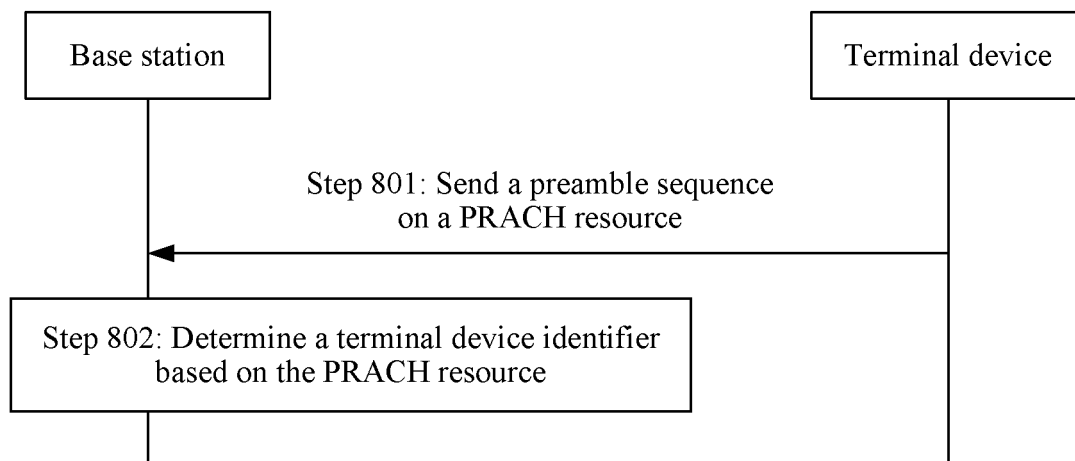 Base station
Terminal device
Step 801: Send a preamble sequence
on a PRACH resource
Step 802: Determine a terminal device identifier
based on the PRACH resource